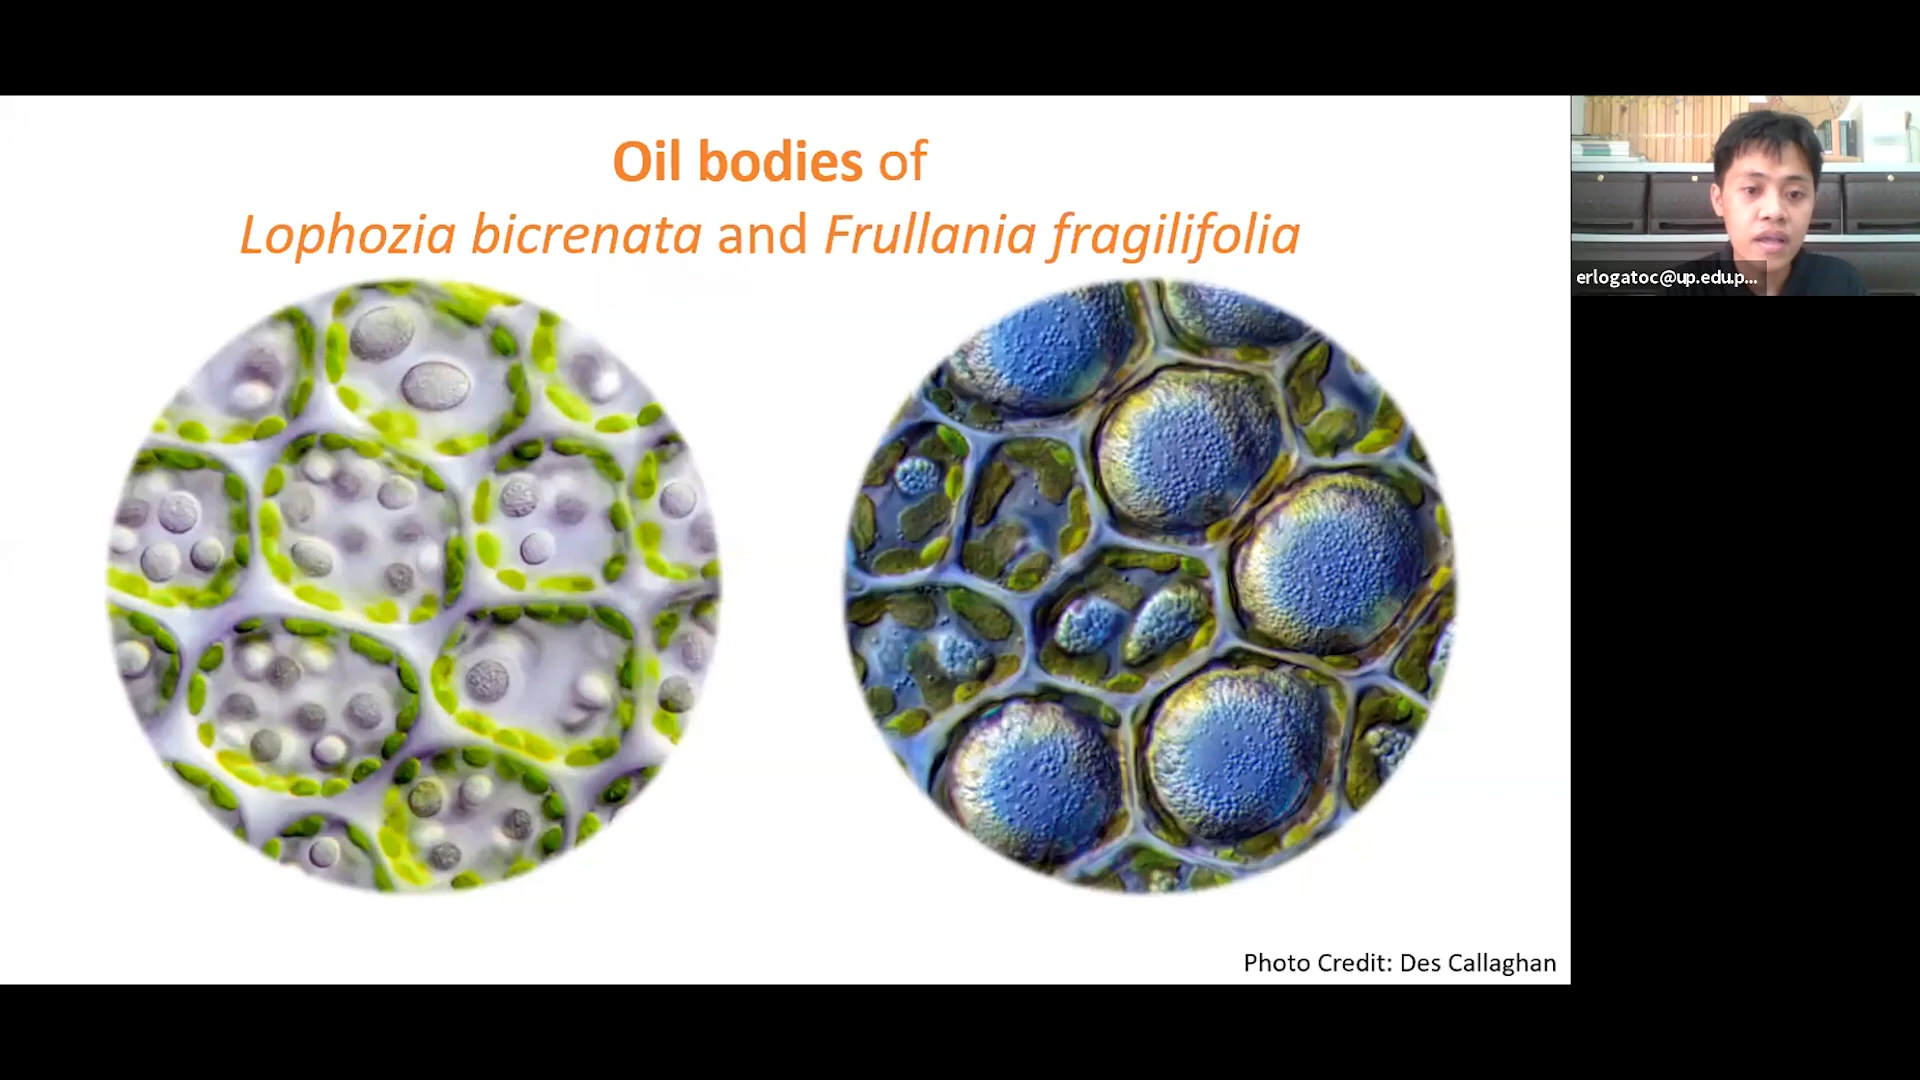 Oil bodies of
Lophozia bicrenata and Frullania fragilifolia
erlogatoc@up.edu.p...
Photo Credit: Des Callaghan